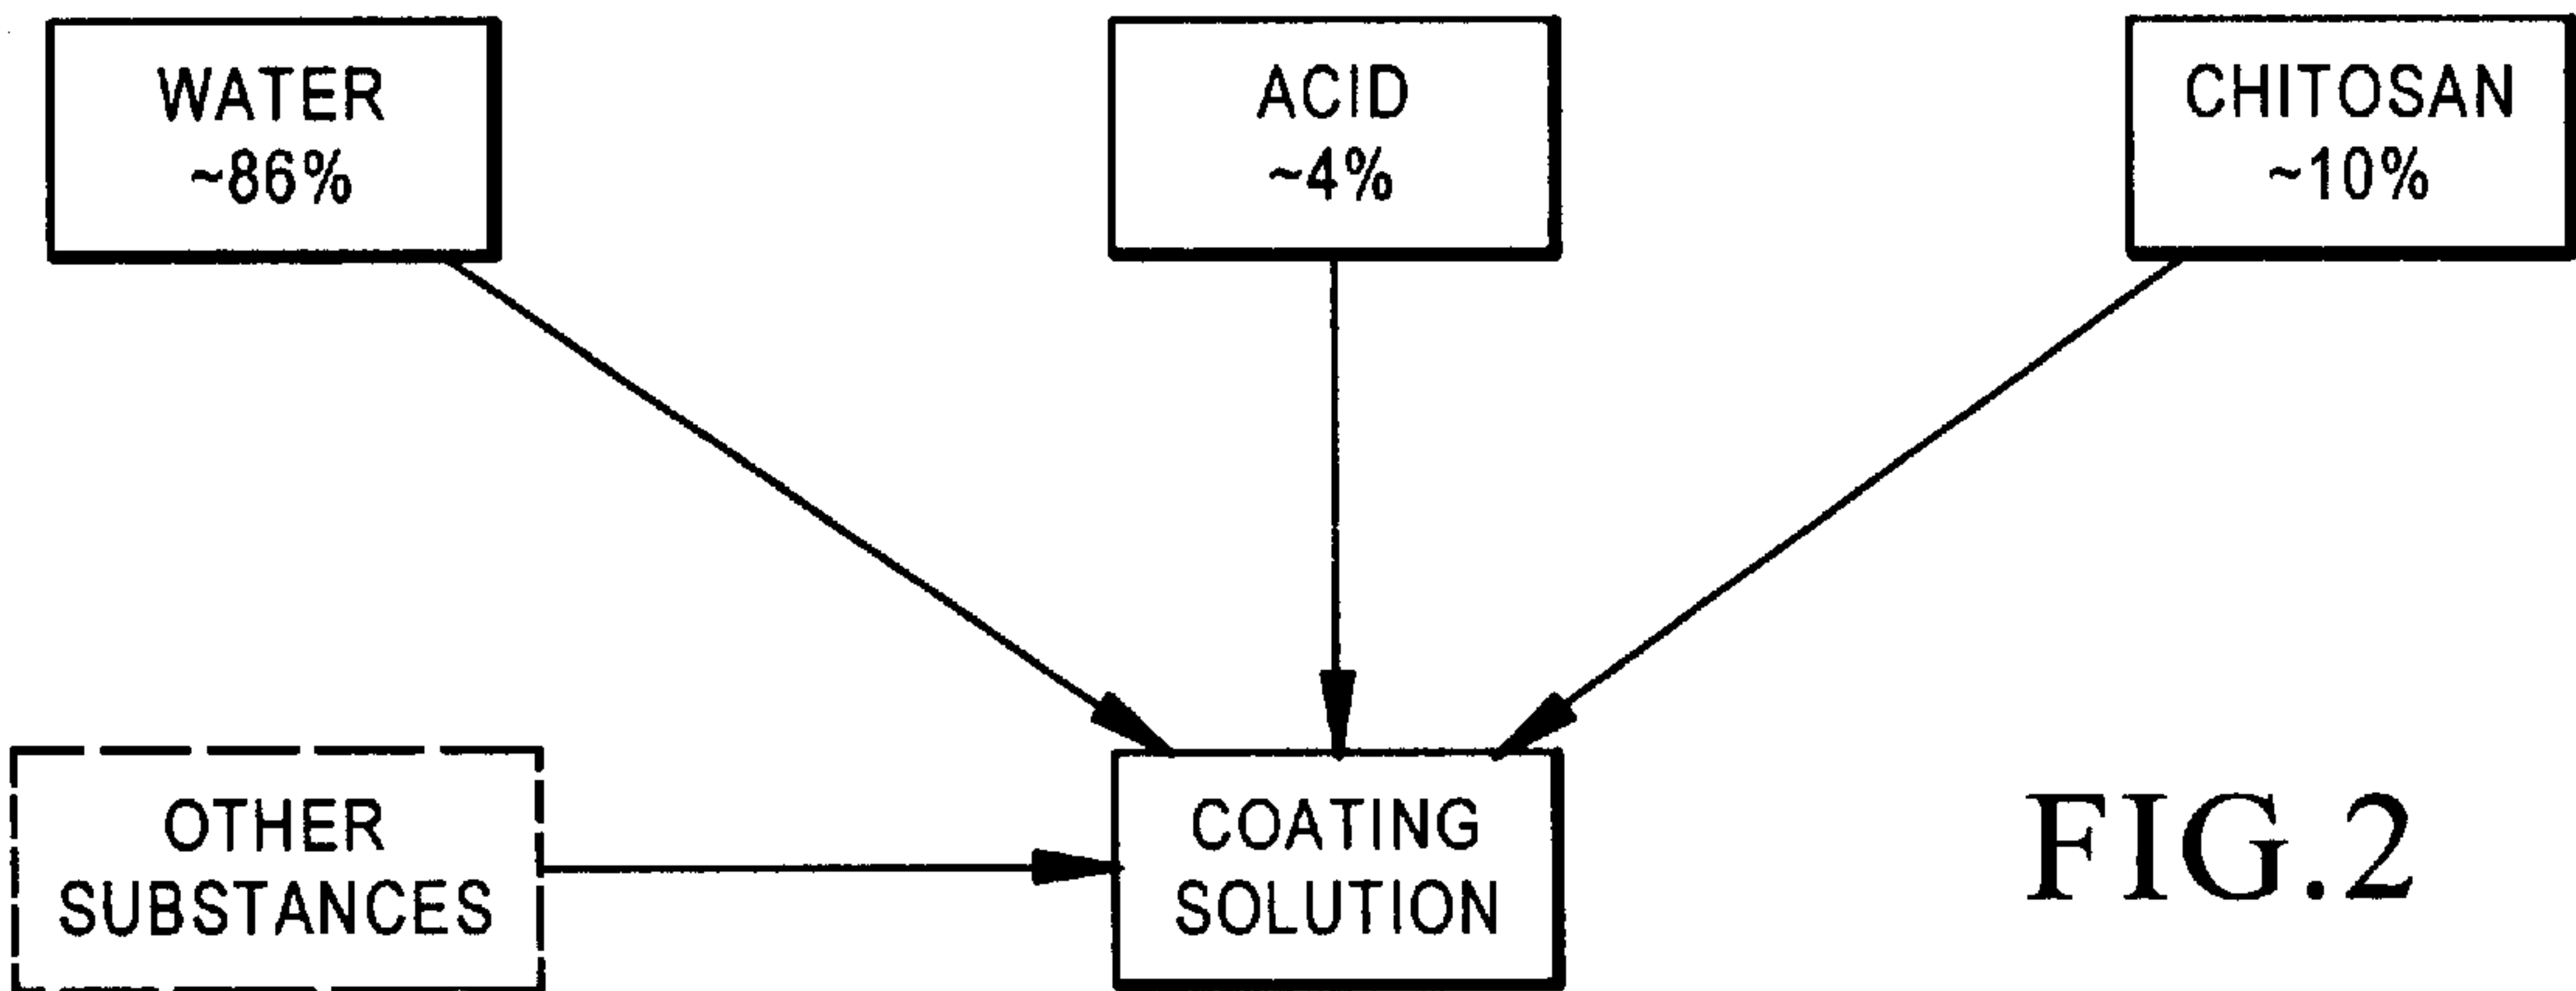 WATER
~86%
ACID
~4%
CHITOSAN
~10%
OTHER
SUBSTANCES
COATING
SOLUTION
FIG.2